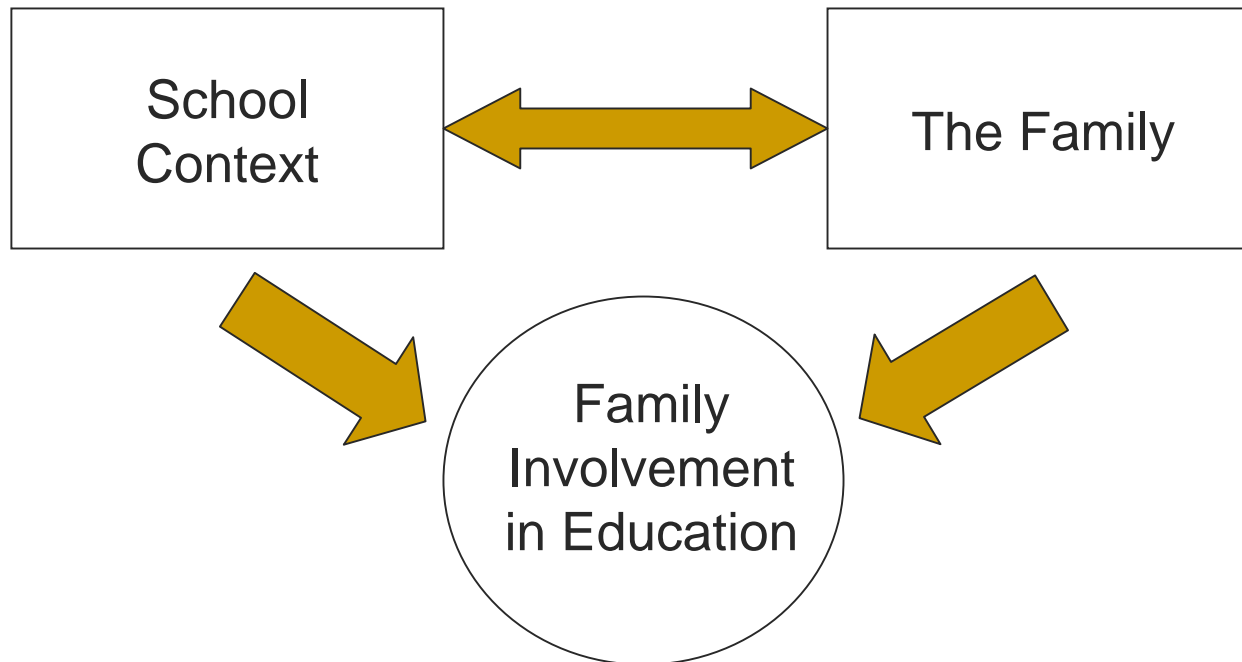 School
Context
The Family
Family
Involvement
in Education